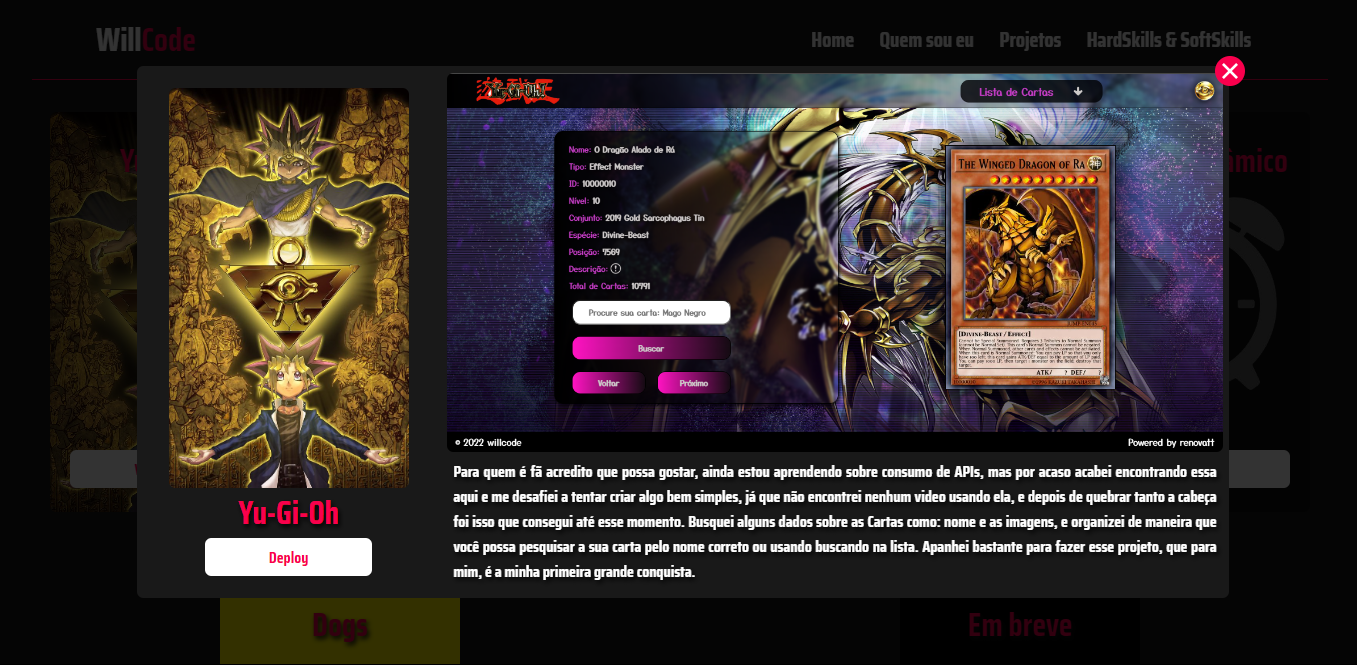 WillCode
Home Quem sou eu Projetos HardSkills & SoftSkills
Yu-Gi-Oh!
Lista de Cartas
Nome: O Dragão Alado de Rá
Tipo: Effect Monster
ID: 10000010
Nível: 10
Conjunto: 2019 Gold Sarcophagus Tin
Espécie: Divine-Beast
Posição: 7569
Descrição:
Total de Cartas: 10791
Procure sua carta: Mago Negro
Buscar
Voltar Próximo
The Winged Dragon of Ra
[Divine-Beast / Effect]
ATK/ ? DEF/ ?
© 2022 willcode
Powered by renovatt
Yu-Gi-Oh
Deploy
Para quem é fã acredito que possa gostar, ainda estou aprendendo sobre consumo de APIs, mas por acaso acabei encontrando essa
aqui e me desafiei a tentar criar algo bem simples, já que não encontrei nenhum video usando ela, e depois de quebrar tanto a cabeça
foi isso que consegui até esse momento. Busquei alguns dados sobre as Cartas como: nome e as imagens, e organizei de maneira que
você possa pesquisar a sua carta pelo nome correto ou usando buscando na lista. Apanhei bastante para fazer esse projeto, que para
mim, é a minha primeira grande conquista.
Dogs
Em breve